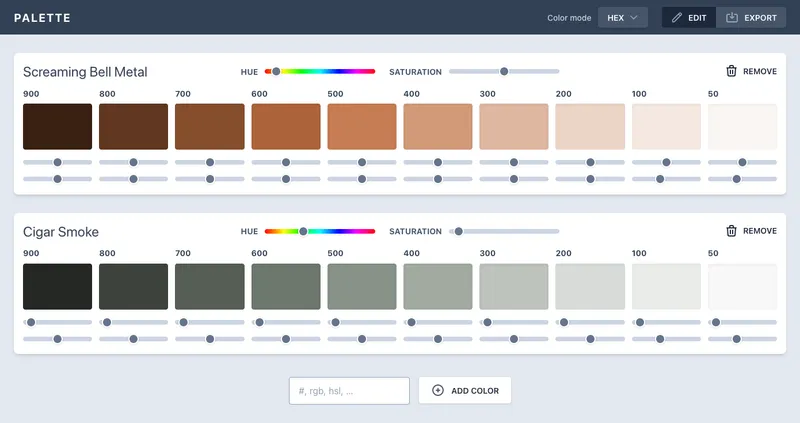 PALETTE
Color mode HEX EDIT EXPORT
Screaming Bell Metal HUE SATURATION REMOVE
900 800 700 600 500 400 300 200 100 50
Cigar Smoke HUE SATURATION REMOVE
900 800 700 600 500 400 300 200 100 50
#, rgb, hsl, ... ADD COLOR